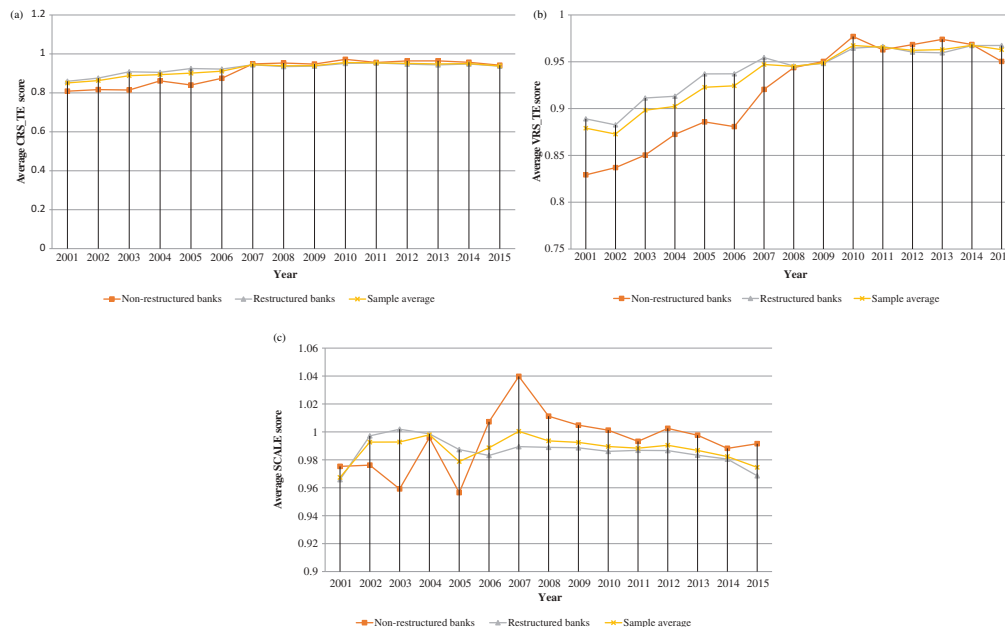 (a)
1.2
1
0.8
0.6
0.4
0.2
0
Average CRS_TE score
2001 2002 2003 2004 2005 2006 2007 2008 2009 2010 2011 2012 2013 2014 2015
Year
Non-restructured banks Restructured banks Sample average
(b)
1
0.95
0.9
0.85
0.8
0.75
Average VRS_TE score
2001 2002 2003 2004 2005 2006 2007 2008 2009 2010 2011 2012 2013 2014 201
Year
Non-restructured banks Restructured banks Sample average
(c)
1.06
1.04
1.02
1
0.98
0.96
0.94
0.92
0.9
Average SCALE score
2001 2002 2003 2004 2005 2006 2007 2008 2009 2010 2011 2012 2013 2014 2015
Year
Non-restructured banks Restructured banks Sample average